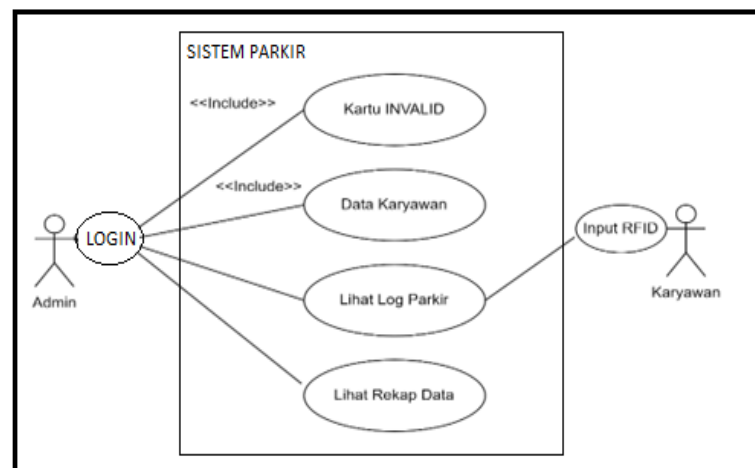 SISTEM PARKIR
<<Include>>
Kartu INVALID
<<Include>>
Data Karyawan
LOGIN
Admin
Input RFID
Karyawan
Lihat Log Parkir
Lihat Rekap Data